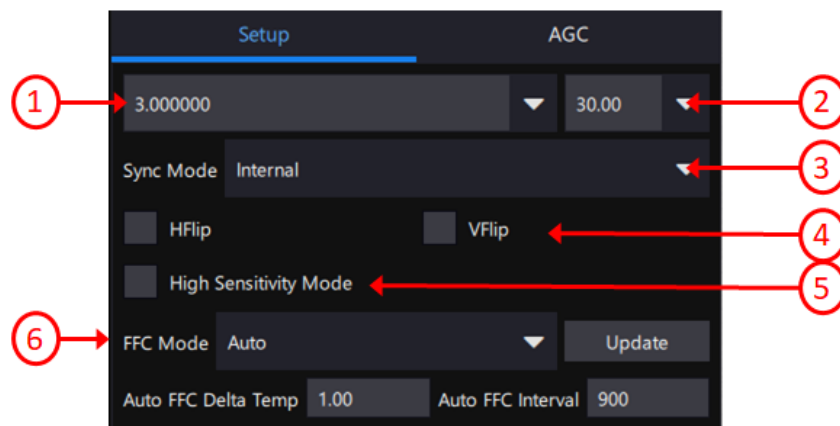 Setup AGC
1 3.000000 30.00 2
Sync Mode Internal 3
HFlip VFlip 4
High Sensitivity Mode 5
6 FFC Mode Auto Update
Auto FFC Delta Temp 1.00 Auto FFC Interval 900